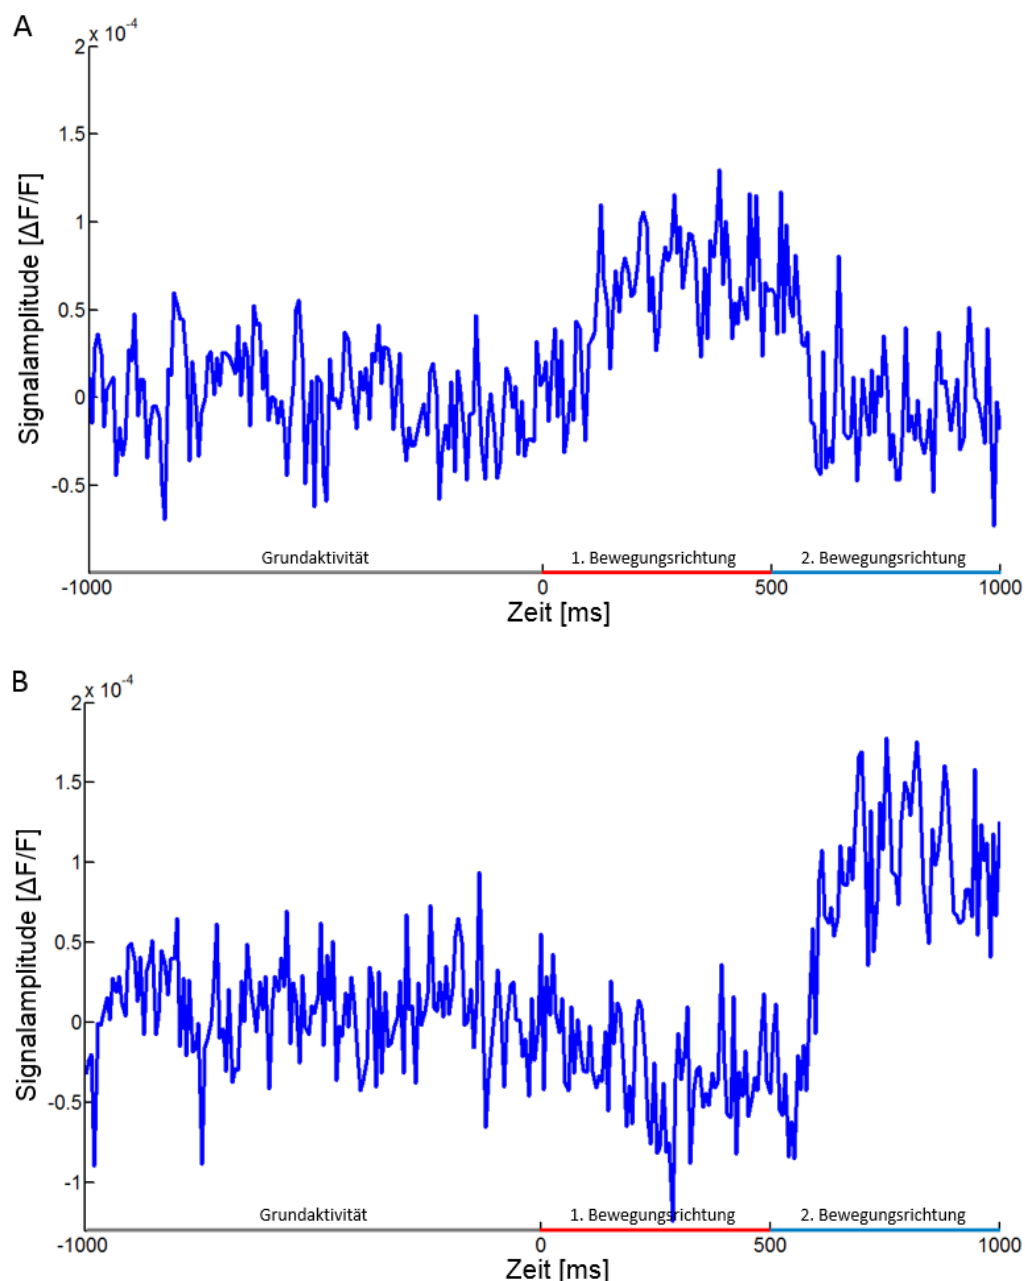 A
2 x 10⁻⁴
1.5
1
0.5
0
-0.5
Signalamplitude [ΔF/F]
Grundaktivität 1. Bewegungsrichtung 2. Bewegungsrichtung
-1000 0 500 1000
Zeit [ms]
B
2 x 10⁻⁴
1.5
1
0.5
0
-0.5
-1
Signalamplitude [ΔF/F]
Grundaktivität 1. Bewegungsrichtung 2. Bewegungsrichtung
-1000 0 500 1000
Zeit [ms]